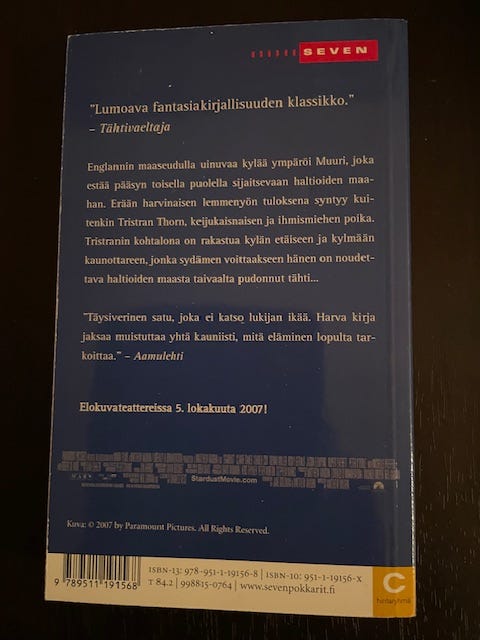 SEVEN
"Lumoava fantasiakirjallisuuden klassikko."
– Tähtivaeltaja
Englannin maaseudulla uinuvaa kylää ympäröi Muuri, joka
estää pääsyn toisella puolella sijaitsevaan haltioiden maa-
han. Erään harvinaisen lemmenyön tuloksena syntyy kui-
tenkin Tristran Thorn, keijukaisnaisen ja ihmismiehen poika.
Tristranin kohtalona on rakastua kylän etäiseen ja kylmään
kaunottareen, jonka sydämen voittaakseen hänen on noudet-
tava haltioiden maasta taivaalta pudonnut tähti...
"Täysiverinen satu, joka ei katso lukijan ikää. Harva kirja
jaksaa muistuttaa yhtä kauniisti, mitä eläminen lopulta tar-
koittaa." – Aamulehti
Elokuvateattereissa 5. lokakuuta 2007!
StardustMovie.com
Kuva: © 2007 by Paramount Pictures. All Rights Reserved.
9 789511 191568
ISBN-13: 978-951-1-19156-8 | ISBN-10: 951-1-19156-X
T 84.2 | 998815-0764 | www.sevenpokkarit.fi
C
hintaryhmä